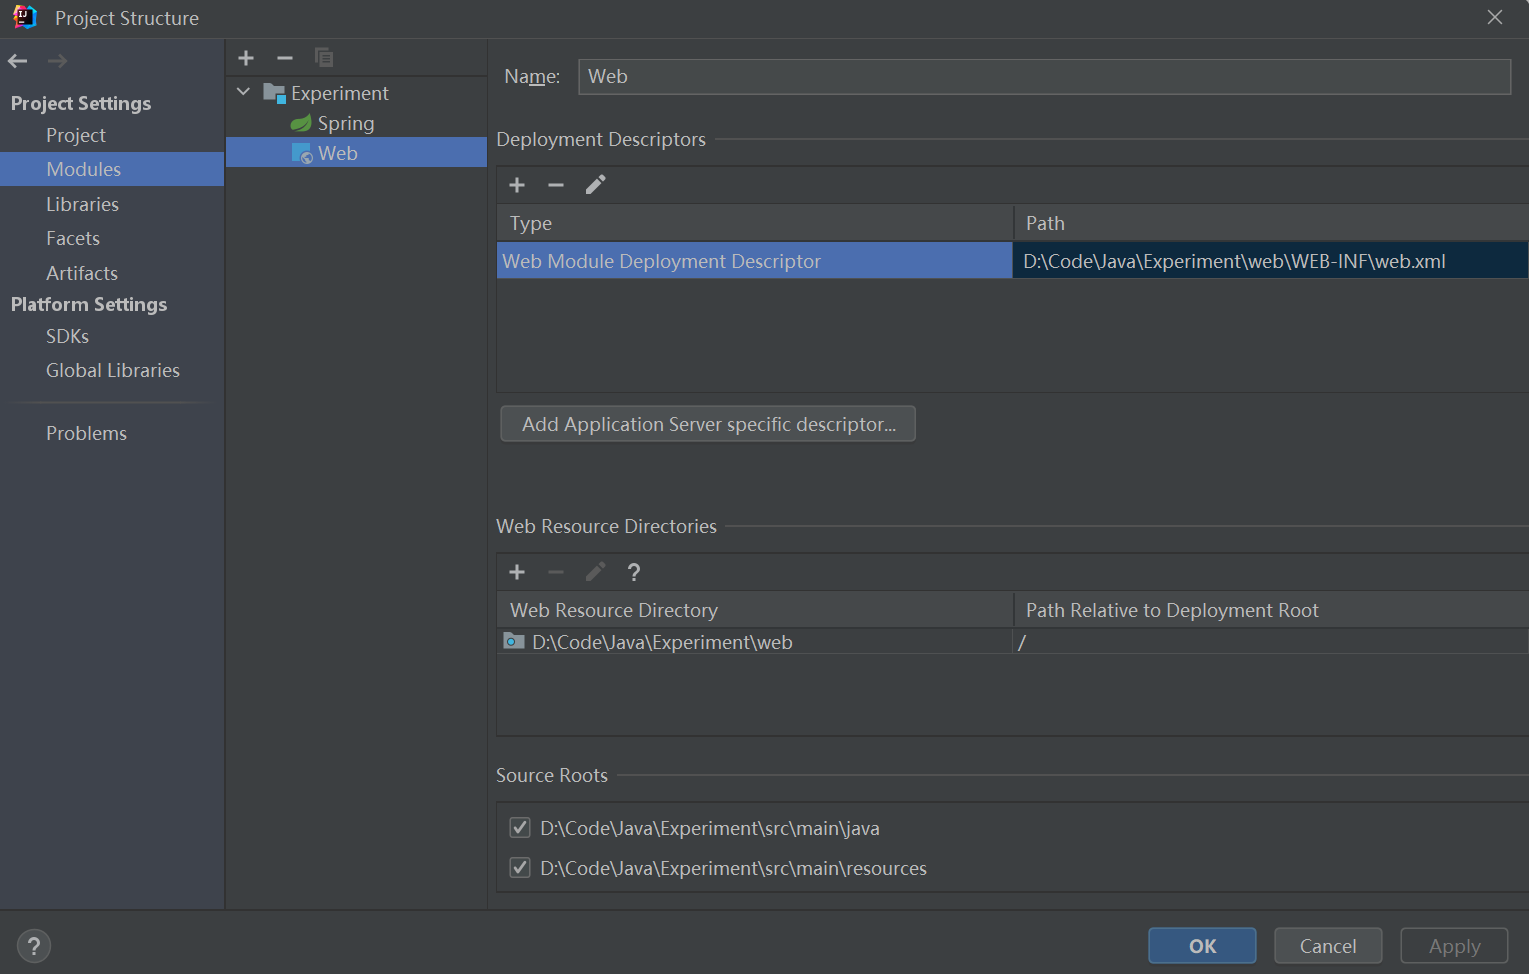 Project Structure
Project Settings
Project
Modules
Libraries
Facets
Artifacts
Platform Settings
SDKs
Global Libraries
Problems
Experiment
Spring
Web
Name: Web
Deployment Descriptors
Type Path
Web Module Deployment Descriptor D:\Code\Java\Experiment\web\WEB-INF\web.xml
Add Application Server specific descriptor...
Web Resource Directories
?
Web Resource Directory Path Relative to Deployment Root
D:\Code\Java\Experiment\web /
Source Roots
D:\Code\Java\Experiment\src\main\java
D:\Code\Java\Experiment\src\main\resources
? OK Cancel Apply